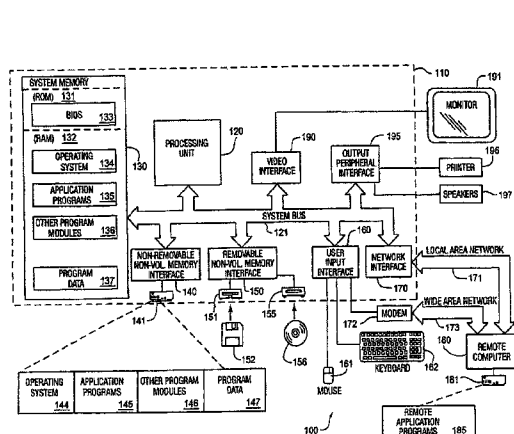 110
191
SYSTEM MEMORY
(ROM) 131
BIOS 133
(RAM) 132
OPERATING SYSTEM 134
APPLICATION PROGRAMS 135
OTHER PROGRAM MODULES 136
PROGRAM DATA 137
130
PROCESSING UNIT
120
190
VIDEO INTERFACE
195
OUTPUT PERIPHERAL INTERFACE
MONITOR
196
PRINTER
SPEAKERS
197
SYSTEM BUS
121
160
NON-REMOVABLE NON-VOL. MEMORY INTERFACE
140
REMOVABLE NON-VOL. MEMORY INTERFACE
150
USER INPUT INTERFACE
NETWORK INTERFACE
170
LOCAL AREA NETWORK
171
141
151
155
152
156
MODEM
172
WIDE AREA NETWORK
173
180
REMOTE COMPUTER
161
MOUSE
KEYBOARD
162
181
OPERATING SYSTEM 144
APPLICATION PROGRAMS 145
OTHER PROGRAM MODULES 146
PROGRAM DATA 147
100
REMOTE APPLICATION PROGRAMS 185